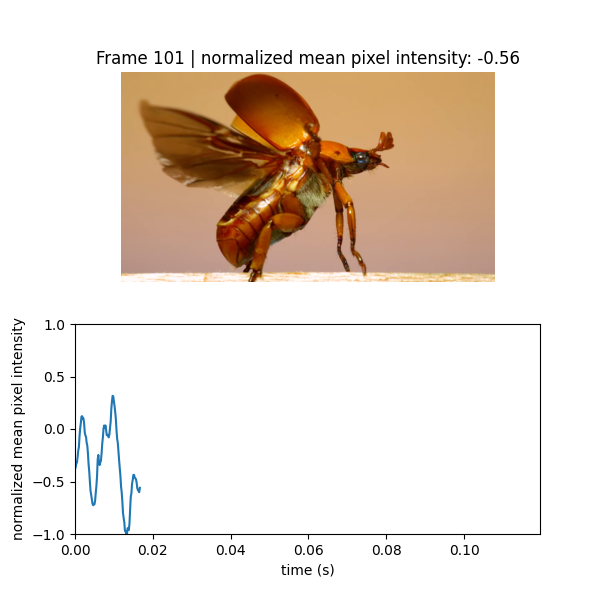 Frame 101 | normalized mean pixel intensity: -0.56
normalized mean pixel intensity
1.0
0.5
0.0
−0.5
−1.0
0.00 0.02 0.04 0.06 0.08 0.10
time (s)